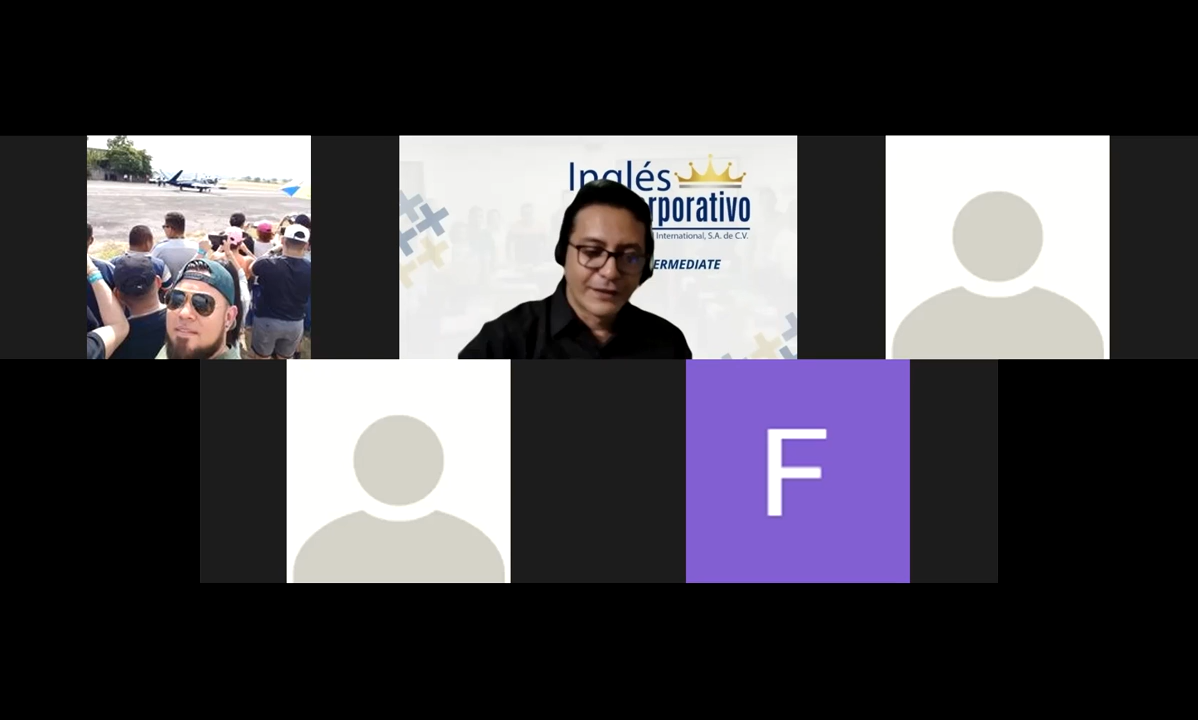 Inglés
rporativo
International, S.A. de C.V.
ERMEDIATE
F